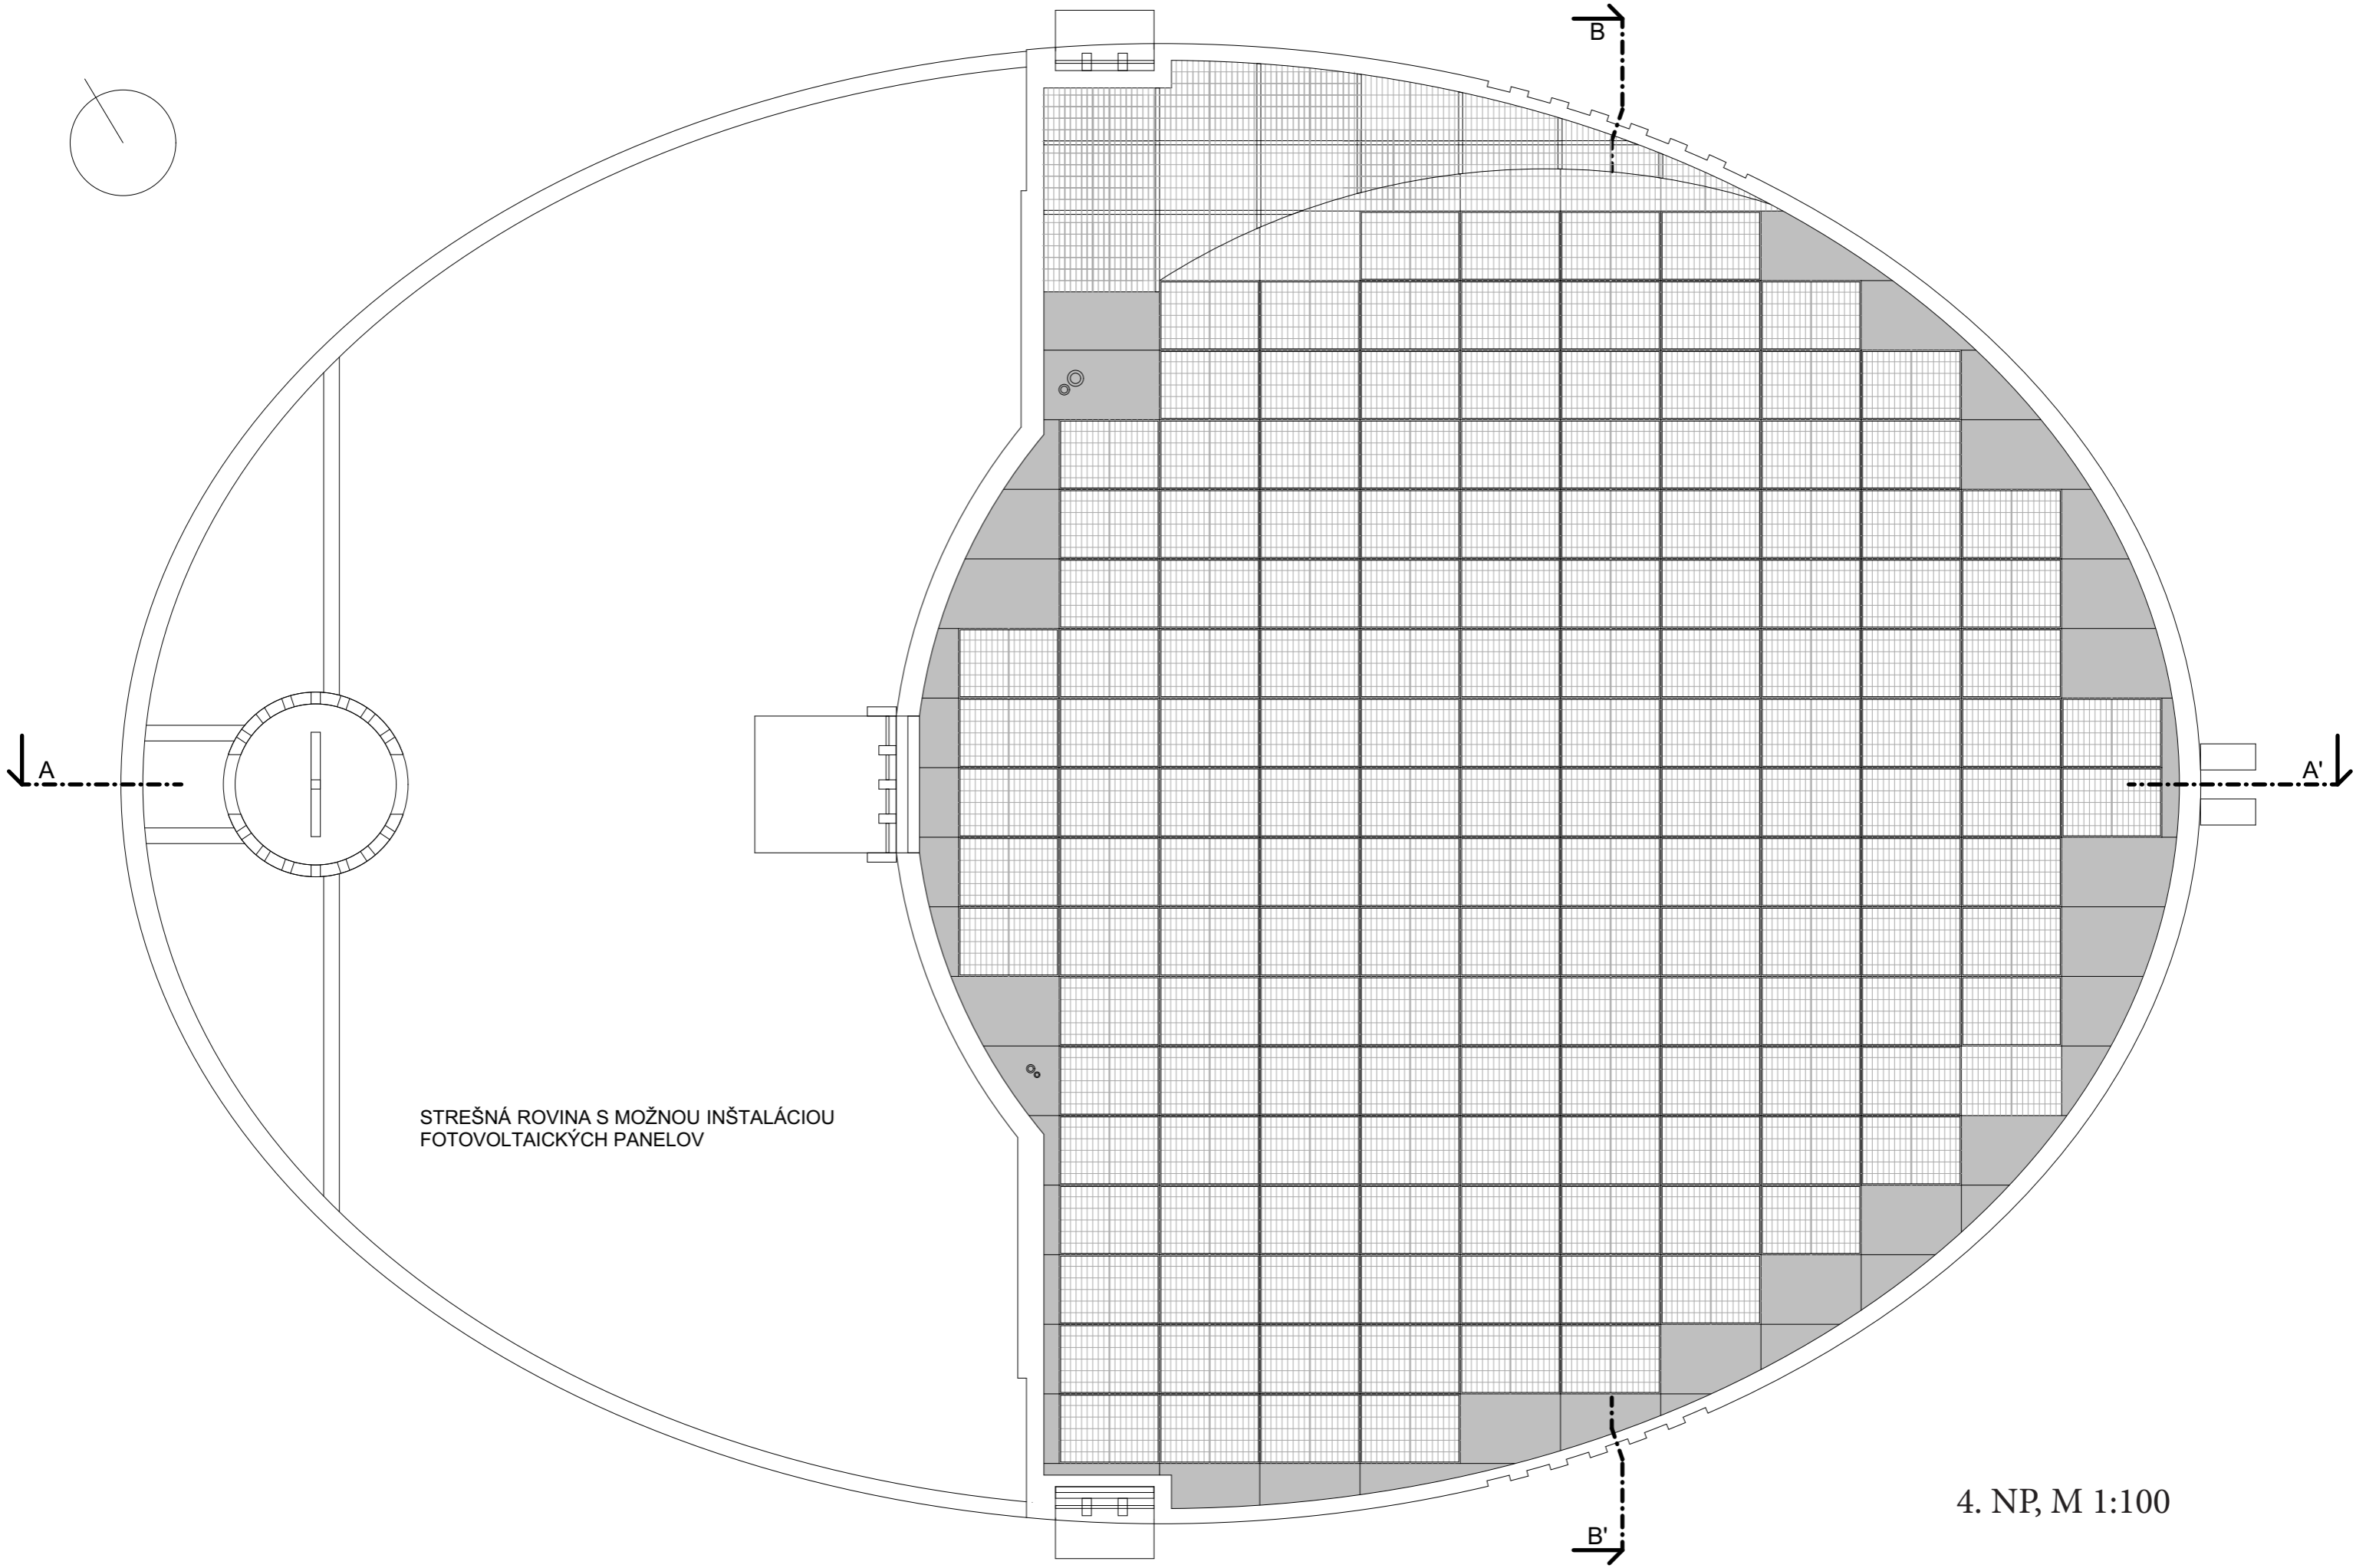 B
A
A'
STREŠNÁ ROVINA S MOŽNOU INŠTALÁCIOU
FOTOVOLTAICKÝCH PANELOV
4. NP, M 1:100
B'